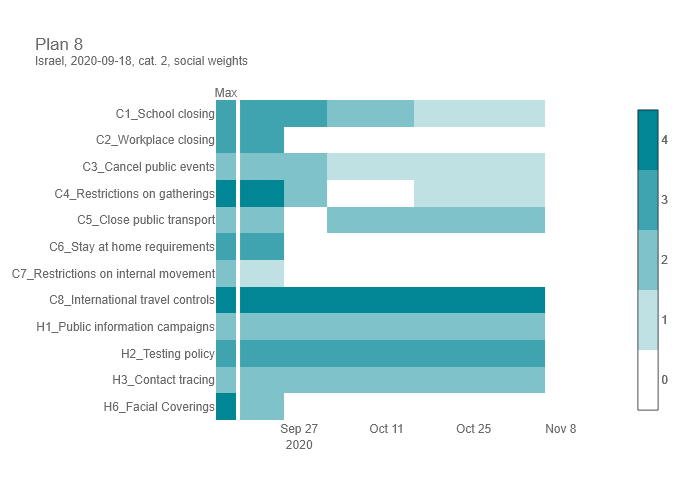 Plan 8
Israel, 2020-09-18, cat. 2, social weights
Max
C1_School closing
C2_Workplace closing
C3_Cancel public events
C4_Restrictions on gatherings
C5_Close public transport
C6_Stay at home requirements
C7_Restrictions on internal movement
C8_International travel controls
H1_Public information campaigns
H2_Testing policy
H3_Contact tracing
H6_Facial Coverings
Sep 27 Oct 11 Oct 25 Nov 8
2020
4
3
2
1
0